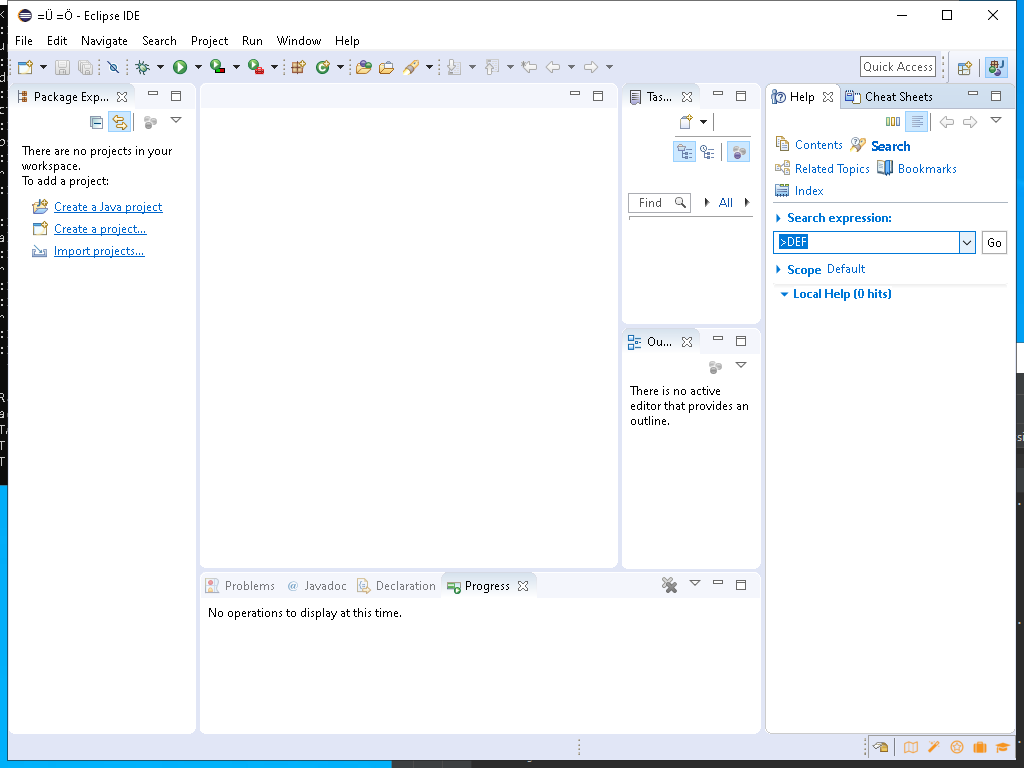 =Ü =Ö - Eclipse IDE
File Edit Navigate Search Project Run Window Help
Quick Access
Package Exp...
There are no projects in your
workspace.
To add a project:
Create a Java project
Create a project...
Import projects...
Tas...
Find
All
Ou...
There is no active
editor that provides an
outline.
Help
Cheat Sheets
Contents
Search
Related Topics
Bookmarks
Index
Search expression:
>DEF
Go
Scope Default
Local Help (0 hits)
Problems
@ Javadoc
Declaration
Progress
No operations to display at this time.